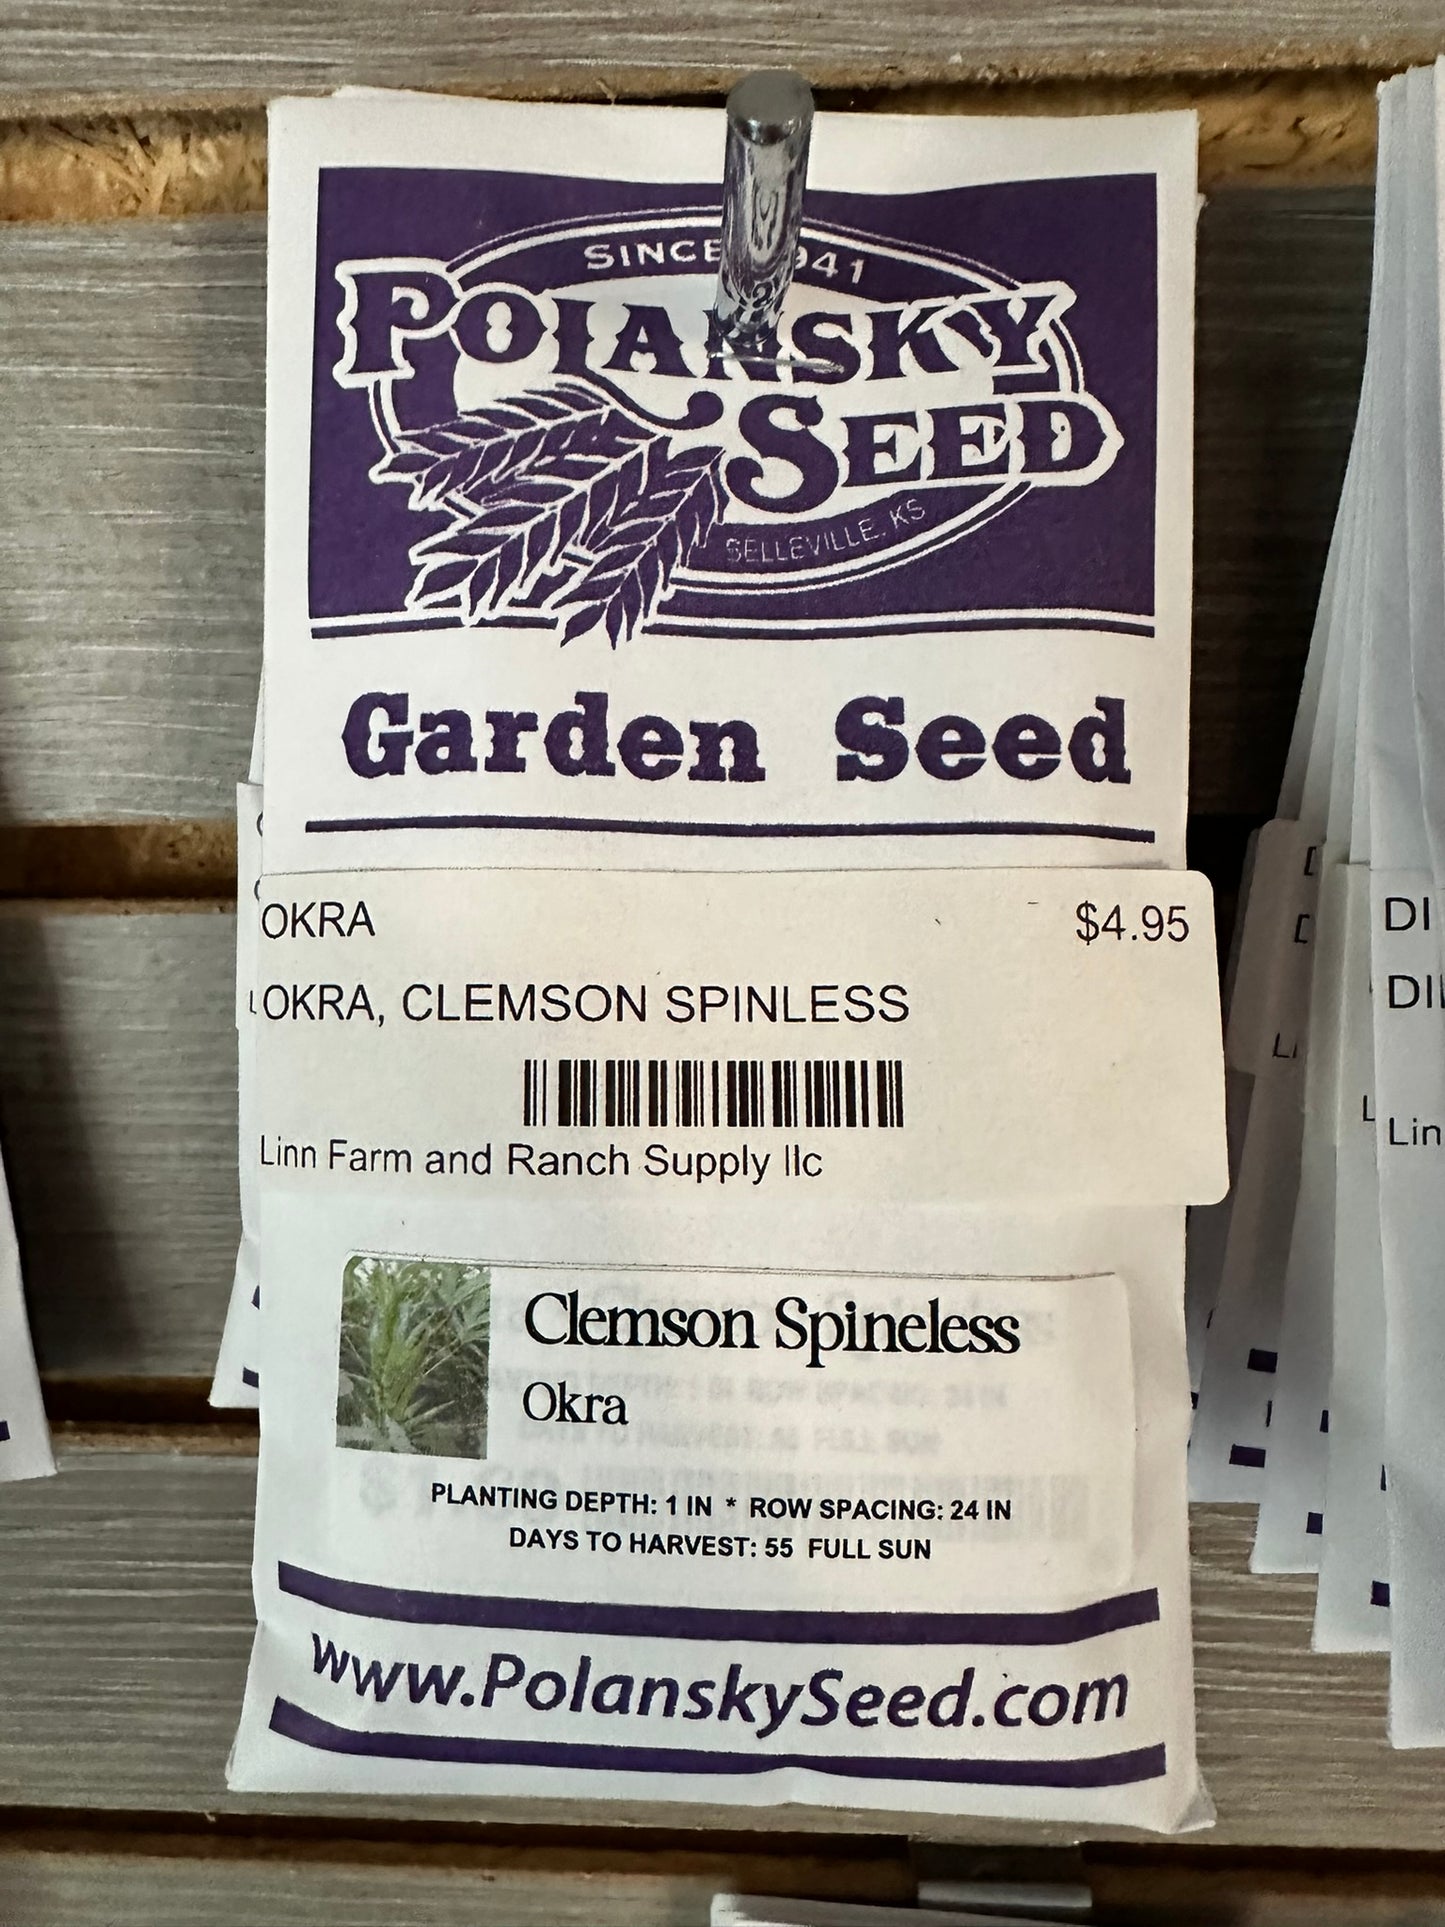 SINCE 1941
POLANSKY
SEED
BELLEVILLE, KS
Garden Seed
OKRA $4.95
OKRA, CLEMSON SPINLESS
Linn Farm and Ranch Supply llc
Clemson Spineless
Okra
PLANTING DEPTH: 1 IN * ROW SPACING: 24 IN
DAYS TO HARVEST: 55 FULL SUN
www.PolanskySeed.com
DI
Lin